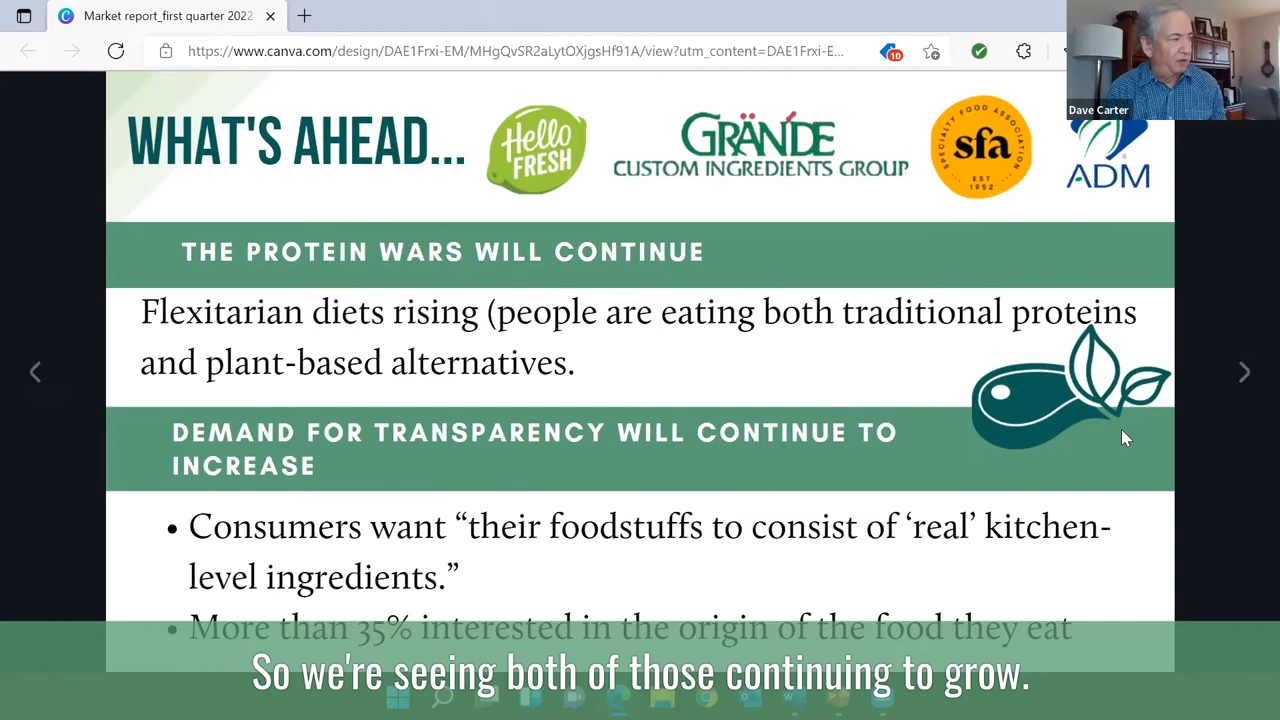 Market report_first quarter 2022
https://www.canva.com/design/DAE1Frxi-EM/MHgQvSR2aLytOXjgsHf91A/view?utm_content=DAE1Frxi-E...
10
Dave Carter
WHAT'S AHEAD...
Hello
FRESH
GRÄNDE
CUSTOM INGREDIENTS GROUP
SPECIALTY FOOD ASSOCIATION
sfa
EST
1952
ADM
THE PROTEIN WARS WILL CONTINUE
Flexitarian diets rising (people are eating both traditional proteins
and plant-based alternatives.
DEMAND FOR TRANSPARENCY WILL CONTINUE TO
INCREASE
• Consumers want “their foodstuffs to consist of ‘real’ kitchen-
level ingredients.”
• More than 35% interested in the origin of the food they eat
So we're seeing both of those continuing to grow.